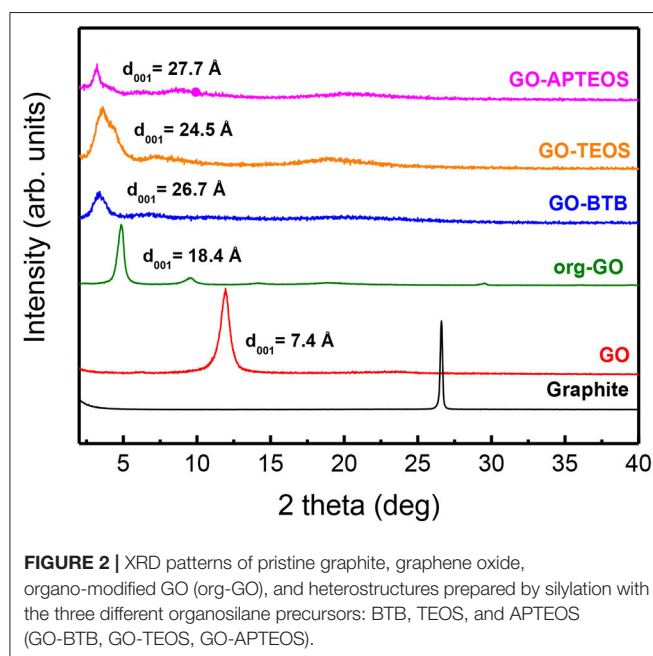 d001 = 27.7 Å
GO-APTEOS
d001 = 24.5 Å
GO-TEOS
d001 = 26.7 Å
GO-BTB
d001 = 18.4 Å
org-GO
d001 = 7.4 Å
GO
Graphite
Intensity (arb. units)
5 10 15 20 25 30 35 40
2 theta (deg)
FIGURE 2 | XRD patterns of pristine graphite, graphene oxide,
organo-modified GO (org-GO), and heterostructures prepared by silylation with
the three different organosilane precursors: BTB, TEOS, and APTEOS
(GO-BTB, GO-TEOS, GO-APTEOS).